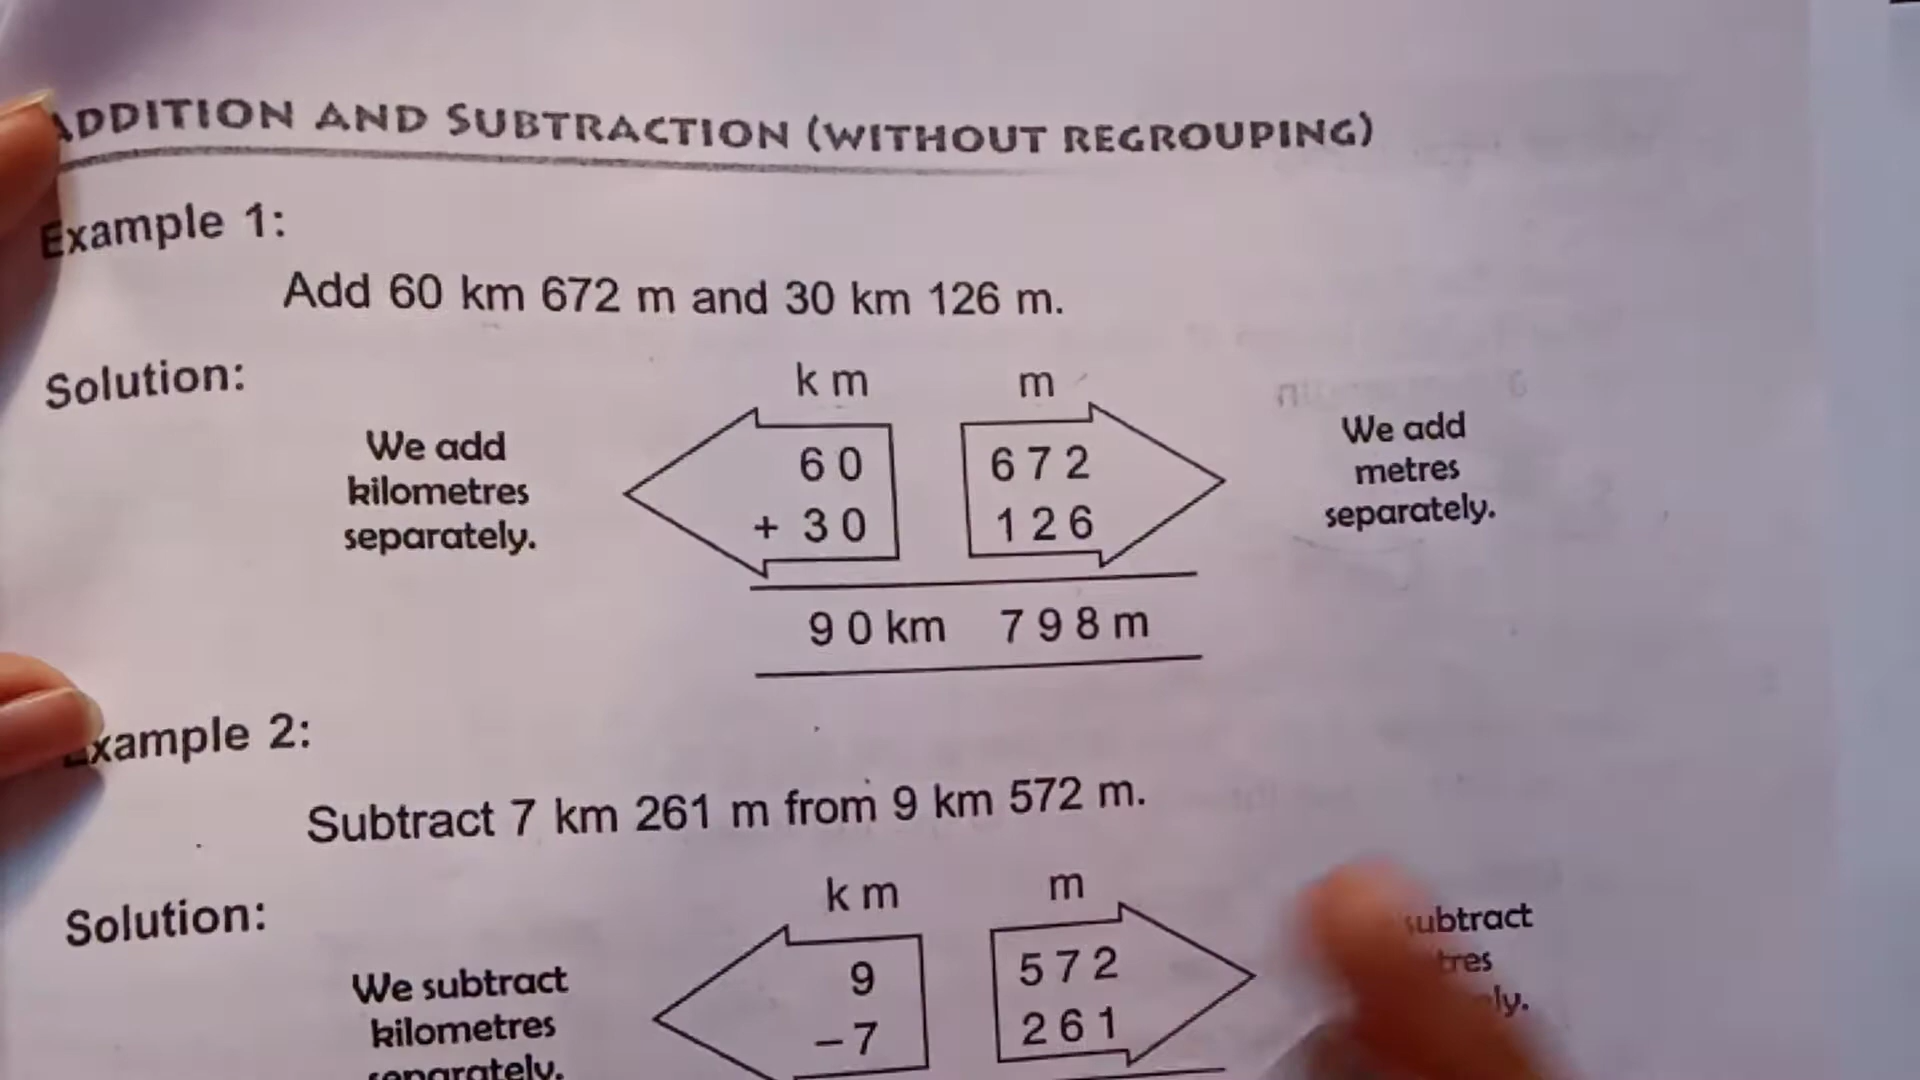 ADDITION AND SUBTRACTION (WITHOUT REGROUPING)
Example 1:
Add 60 km 672 m and 30 km 126 m.
Solution:
km m
We add
kilometres
separately.
60 672
+ 30 126
We add
metres
separately.
90 km 798 m
Example 2:
Subtract 7 km 261 m from 9 km 572 m.
Solution:
km m
We subtract
kilometres
separately.
9 572
– 7 261
subtract